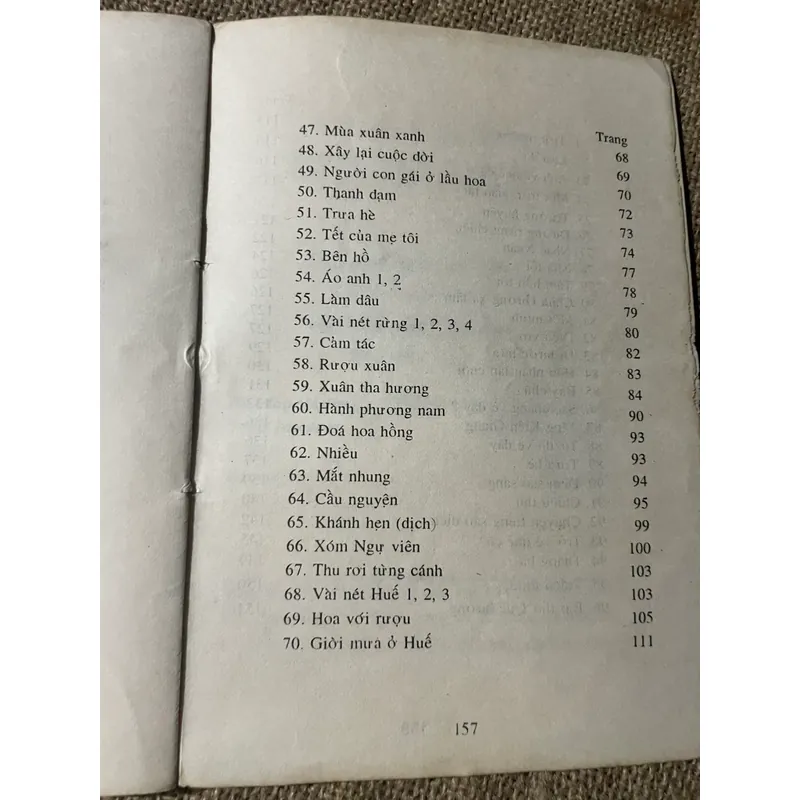 Trang
47. Mùa xuân xanh 68
48. Xây lại cuộc đời 69
49. Người con gái ở lầu hoa 70
50. Thanh đạm 72
51. Trưa hè 73
52. Tết của mẹ tôi 74
53. Bên hồ 77
54. Áo anh 1, 2 78
55. Làm dâu 79
56. Vài nét rừng 1, 2, 3, 4 80
57. Cảm tác 82
58. Rượu xuân 83
59. Xuân tha hương 84
60. Hành phương nam 90
61. Đoá hoa hồng 93
62. Nhiều 93
63. Mắt nhung 94
64. Cầu nguyện 95
65. Khánh hẹn (dịch) 99
66. Xóm Ngự viên 100
67. Thu rơi từng cánh 103
68. Vài nét Huế 1, 2, 3 103
69. Hoa với rượu 105
70. Giời mưa ở Huế 111
157